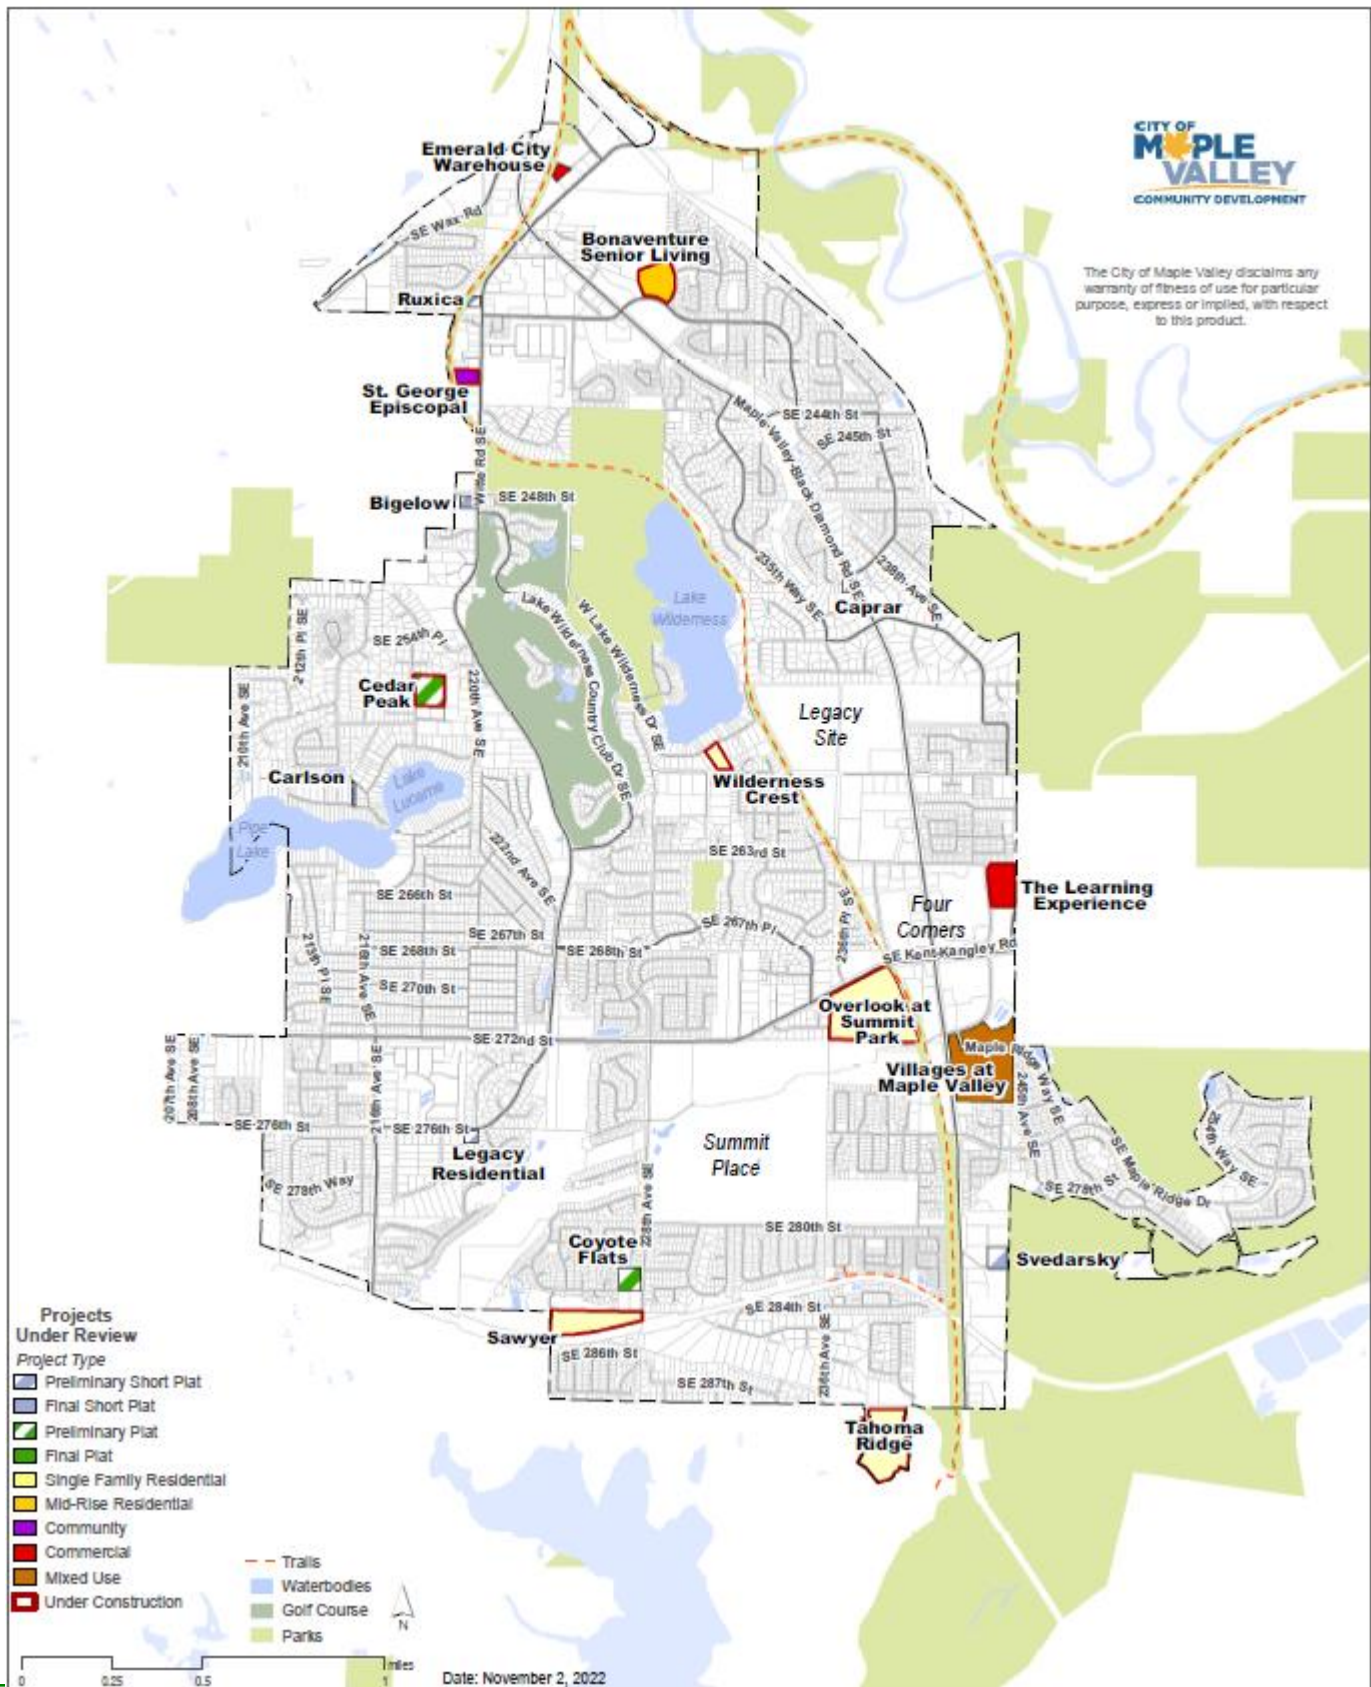 CITY OF
MAPLE
VALLEY
COMMUNITY DEVELOPMENT
The City of Maple Valley disclaims any
warranty of fitness of use for particular
purpose, express or implied, with respect
to this product.
Emerald City
Warehouse
SE Wax Rd
Bonaventure
Senior Living
Ruxica
St. George
Episcopal
Witte Rd SE
Maple Valley-Black Diamond Rd SE
SE 244th St
SE 245th St
Bigelow
SE 248th St
235th Way SE
238th Ave SE
Caprar
Lake
Wilderness
Lake Wilderness Country Club Dr SE
W Lake Wilderness Dr SE
212th Pl SE
SE 254th Pl
Cedar
Peak
220th Ave SE
210th Ave SE
Legacy
Site
Carlson
Lake
Lucerne
Wilderness
Crest
Pipe
Lake
222nd Ave SE
SE 263rd St
SE 266th St
The Learning
Experience
Four
Corners
236th Pl SE
SE 267th Pl
SE 267th St
SE 268th St
SE 268th St
SE Kent-Kangley Rd
213th Pl SE
216th Ave SE
SE 270th St
Overlook at
Summit
Park
SE 272nd St
Maple Ridge Way SE
Villages at
Maple Valley
207th Ave SE
208th Ave SE
216th Ave SE
245th Ave SE
SE 276th St
SE 276th St
Legacy
Residential
Summit
Place
264th Way SE
SE Maple Ridge Dr
SE 278th St
SE 278th Way
228th Ave SE
SE 280th St
Coyote
Flats
Svedarsky
SE 284th St
Sawyer
SE 286th St
236th Ave SE
SE 287th St
Tahoma
Ridge
Projects
Under Review
Project Type
Preliminary Short Plat
Final Short Plat
Preliminary Plat
Final Plat
Single Family Residential
Mid-Rise Residential
Community
Commercial
Mixed Use
Under Construction
Trails
Waterbodies
Golf Course
Parks
N
miles
0 0.25 0.5 1
Date: November 2, 2022